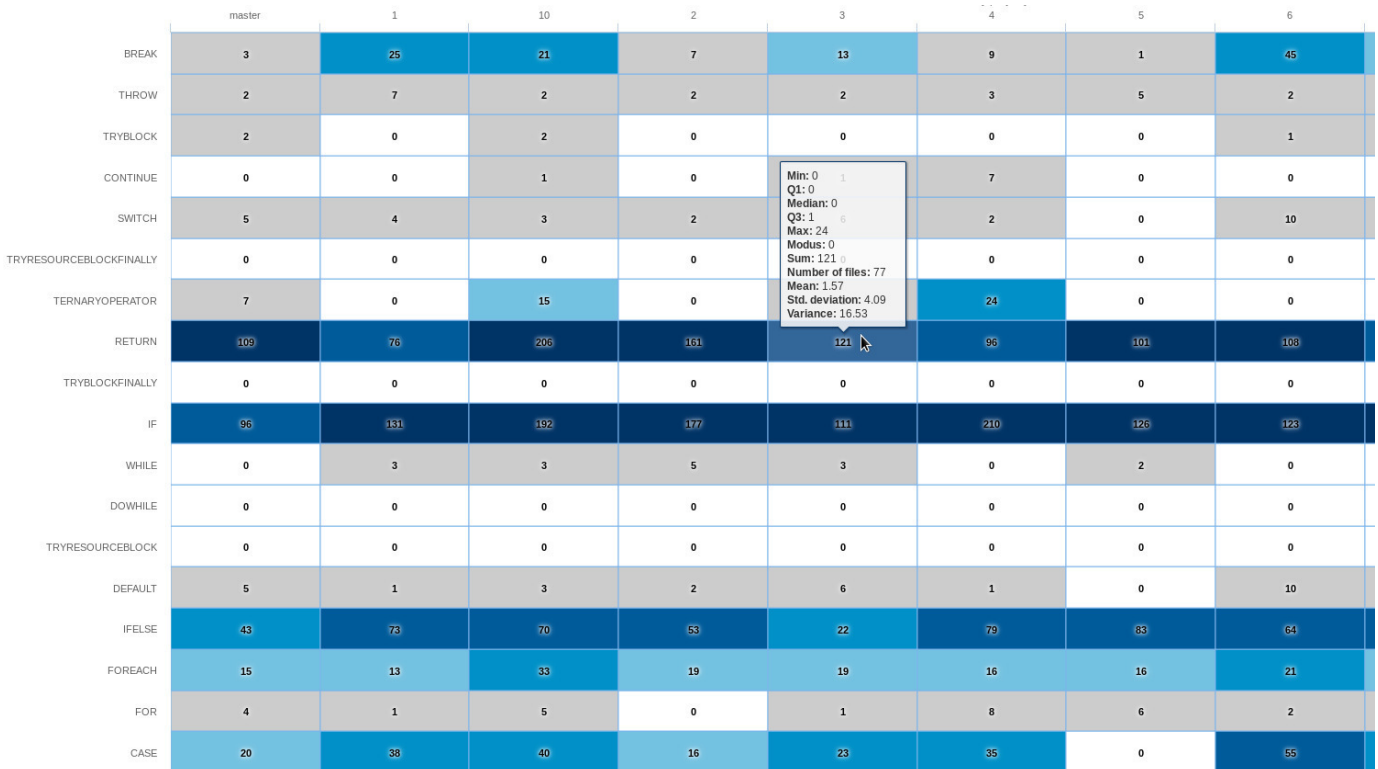 master 1 10 2 3 4 5 6
BREAK 3 25 21 7 13 9 1 45
THROW 2 7 2 2 2 3 5 2
TRYBLOCK 2 0 2 0 0 0 0 1
CONTINUE 0 0 1 0 1 7 0 0
SWITCH 5 4 3 2 6 2 0 10
TRYRESOURCEBLOCKFINALLY 0 0 0 0 0 0 0 0
TERNARYOPERATOR 7 0 15 0 24 0 0
Min: 0
Q1: 0
Median: 0
Q3: 1
Max: 24
Modus: 0
Sum: 121
Number of files: 77
Mean: 1.57
Std. deviation: 4.09
Variance: 16.53
RETURN 109 76 206 161 121 96 101 108
TRYBLOCKFINALLY 0 0 0 0 0 0 0 0
IF 96 131 192 177 111 210 126 123
WHILE 0 3 3 5 3 0 2 0
DOWHILE 0 0 0 0 0 0 0 0
TRYRESOURCEBLOCK 0 0 0 0 0 0 0 0
DEFAULT 5 1 3 2 6 1 0 10
IFELSE 43 73 70 53 22 79 83 64
FOREACH 15 13 33 19 19 16 16 21
FOR 4 1 5 0 1 8 6 2
CASE 20 38 40 16 23 35 0 55